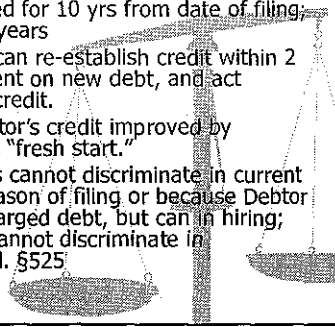 ed for 10 yrs from date of filing;
years
can re-establish credit within 2
ent on new debt, and act
credit.
tor's credit improved by
"fresh start."
s cannot discriminate in current
eason of filing or because Debtor
arged debt, but can in hiring;
annot discriminate in
l. §525